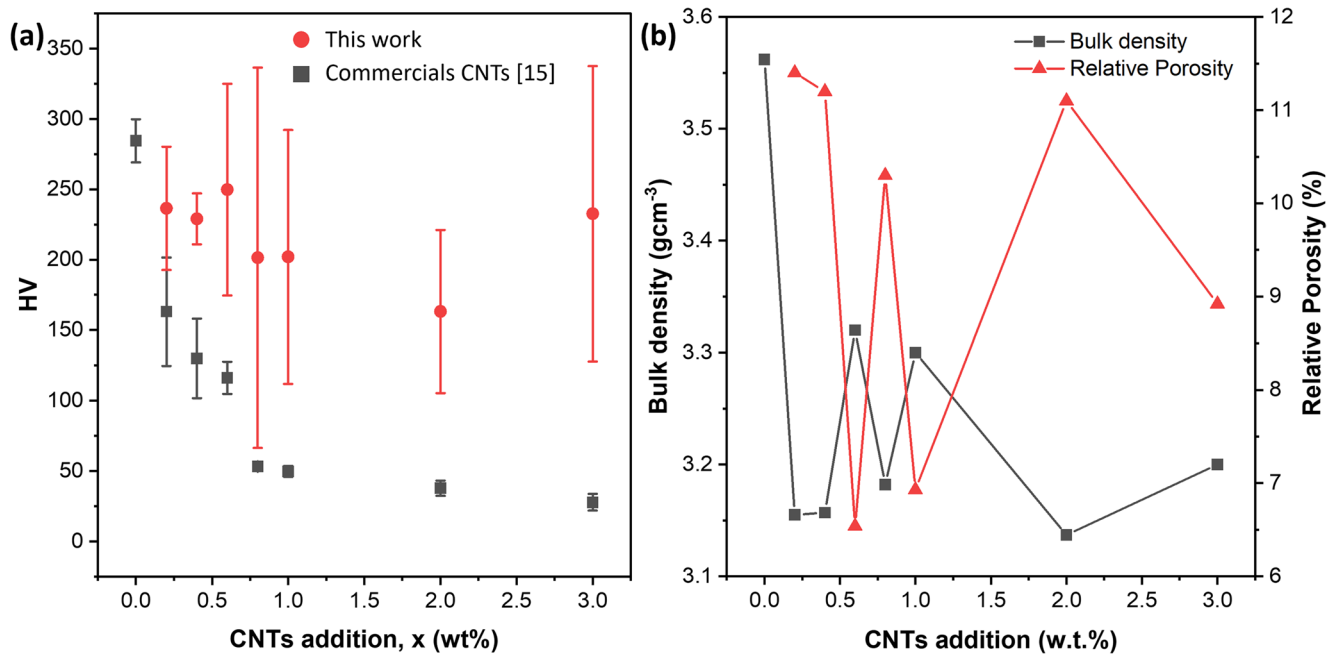 (a)
This work
Commercials CNTs [15]
HV
350
300
250
200
150
100
50
0
0.0 0.5 1.0 1.5 2.0 2.5 3.0
CNTs addition, x (wt%)
(b)
Bulk density
Relative Porosity
Bulk density (gcm-3)
3.6
3.5
3.4
3.3
3.2
3.1
0.0 0.5 1.0 1.5 2.0 2.5 3.0
CNTs addition (w.t.%)
12
11
10
9
8
7
6
Relative Porosity (%)